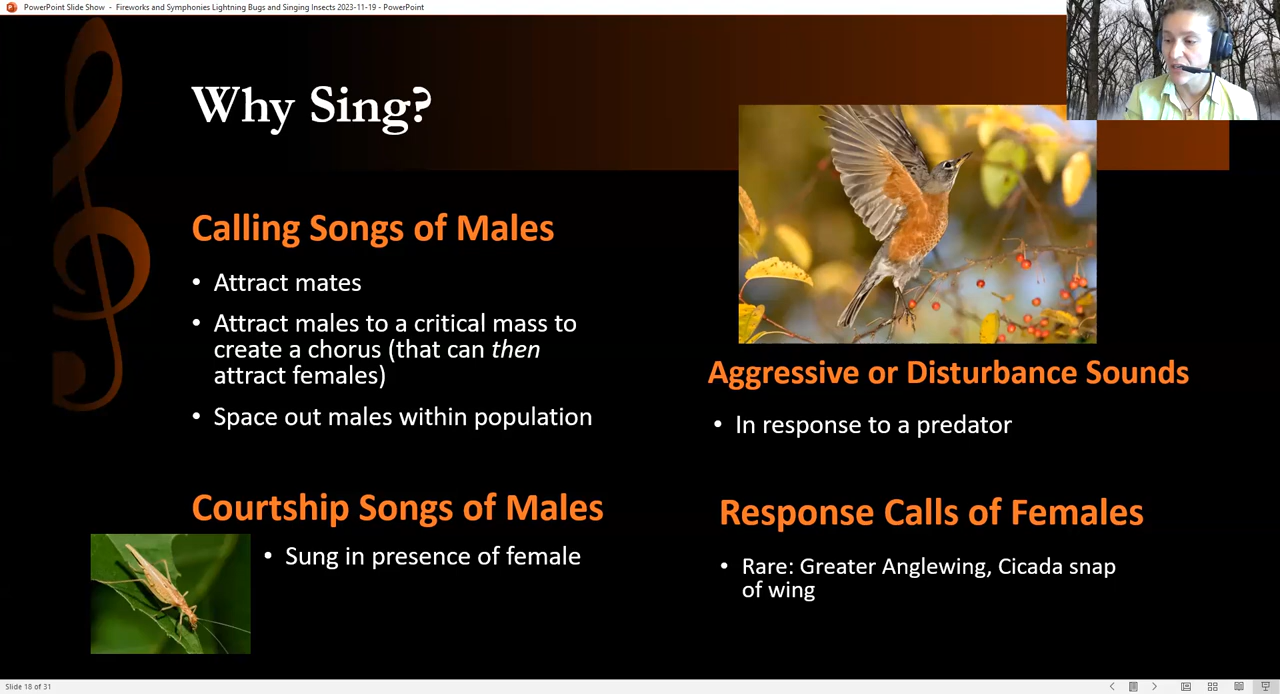 PowerPoint Slide Show - Fireworks and Symphonies Lightning Bugs and Singing Insects 2023-11-19 - PowerPoint
Why Sing?
Calling Songs of Males
• Attract mates
• Attract males to a critical mass to
create a chorus (that can then
attract females)
• Space out males within population
Courtship Songs of Males
• Sung in presence of female
Aggressive or Disturbance Sounds
• In response to a predator
Response Calls of Females
• Rare: Greater Anglewing, Cicada snap
of wing
Slide 18 of 31